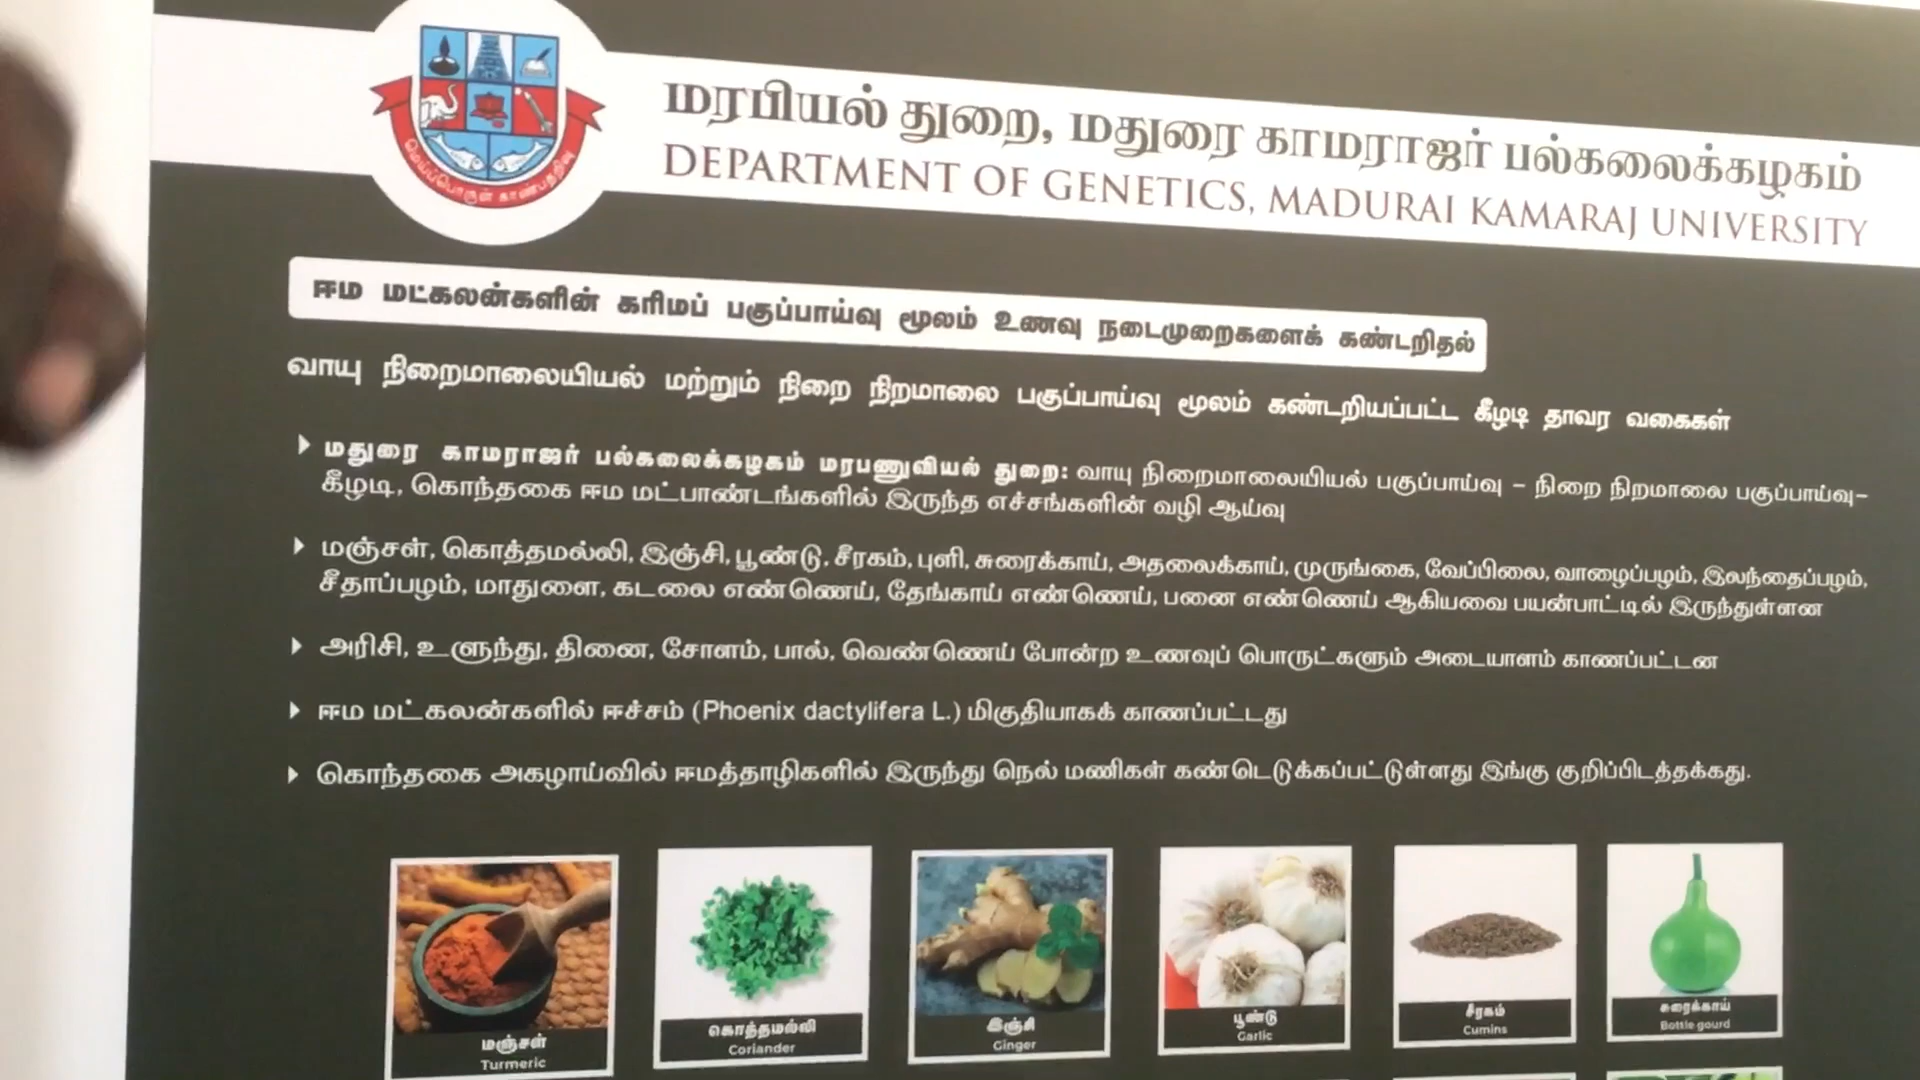 மெய்ப்பொருள் காண்பதறிவு
மரபியல் துறை, மதுரை காமராஜர் பல்கலைக்கழகம்
DEPARTMENT OF GENETICS, MADURAI KAMARAJ UNIVERSITY
ஈம மட்கலன்களின் கரிமப் பகுப்பாய்வு மூலம் உணவு நடைமுறைகளைக் கண்டறிதல்
வாயு நிறைமாலையியல் மற்றும் நிறை நிறமாலை பகுப்பாய்வு மூலம் கண்டறியப்பட்ட கீழடி தாவர வகைகள்
மதுரை காமராஜர் பல்கலைக்கழகம் மரபணுவியல் துறை: வாயு நிறைமாலையியல் பகுப்பாய்வு – நிறை நிறமாலை பகுப்பாய்வு–
கீழடி, கொந்தகை ஈம மட்பாண்டங்களில் இருந்த எச்சங்களின் வழி ஆய்வு
மஞ்சள், கொத்தமல்லி, இஞ்சி, பூண்டு, சீரகம், புளி, சுரைக்காய், அதலைக்காய், முருங்கை, வேப்பிலை, வாழைப்பழம், இலந்தைப்பழம்,
சீதாப்பழம், மாதுளை, கடலை எண்ணெய், தேங்காய் எண்ணெய், பனை எண்ணெய் ஆகியவை பயன்பாட்டில் இருந்துள்ளன
அரிசி, உளுந்து, தினை, சோளம், பால், வெண்ணெய் போன்ற உணவுப் பொருட்களும் அடையாளம் காணப்பட்டன
ஈம மட்கலன்களில் ஈச்சம் (Phoenix dactylifera L.) மிகுதியாகக் காணப்பட்டது
கொந்தகை அகழாய்வில் ஈமத்தாழிகளில் இருந்து நெல் மணிகள் கண்டெடுக்கப்பட்டுள்ளது இங்கு குறிப்பிடத்தக்கது.
மஞ்சள்
Turmeric
கொத்தமல்லி
Coriander
இஞ்சி
Ginger
பூண்டு
Garlic
சீரகம்
Cumins
சுரைக்காய்
Bottle gourd